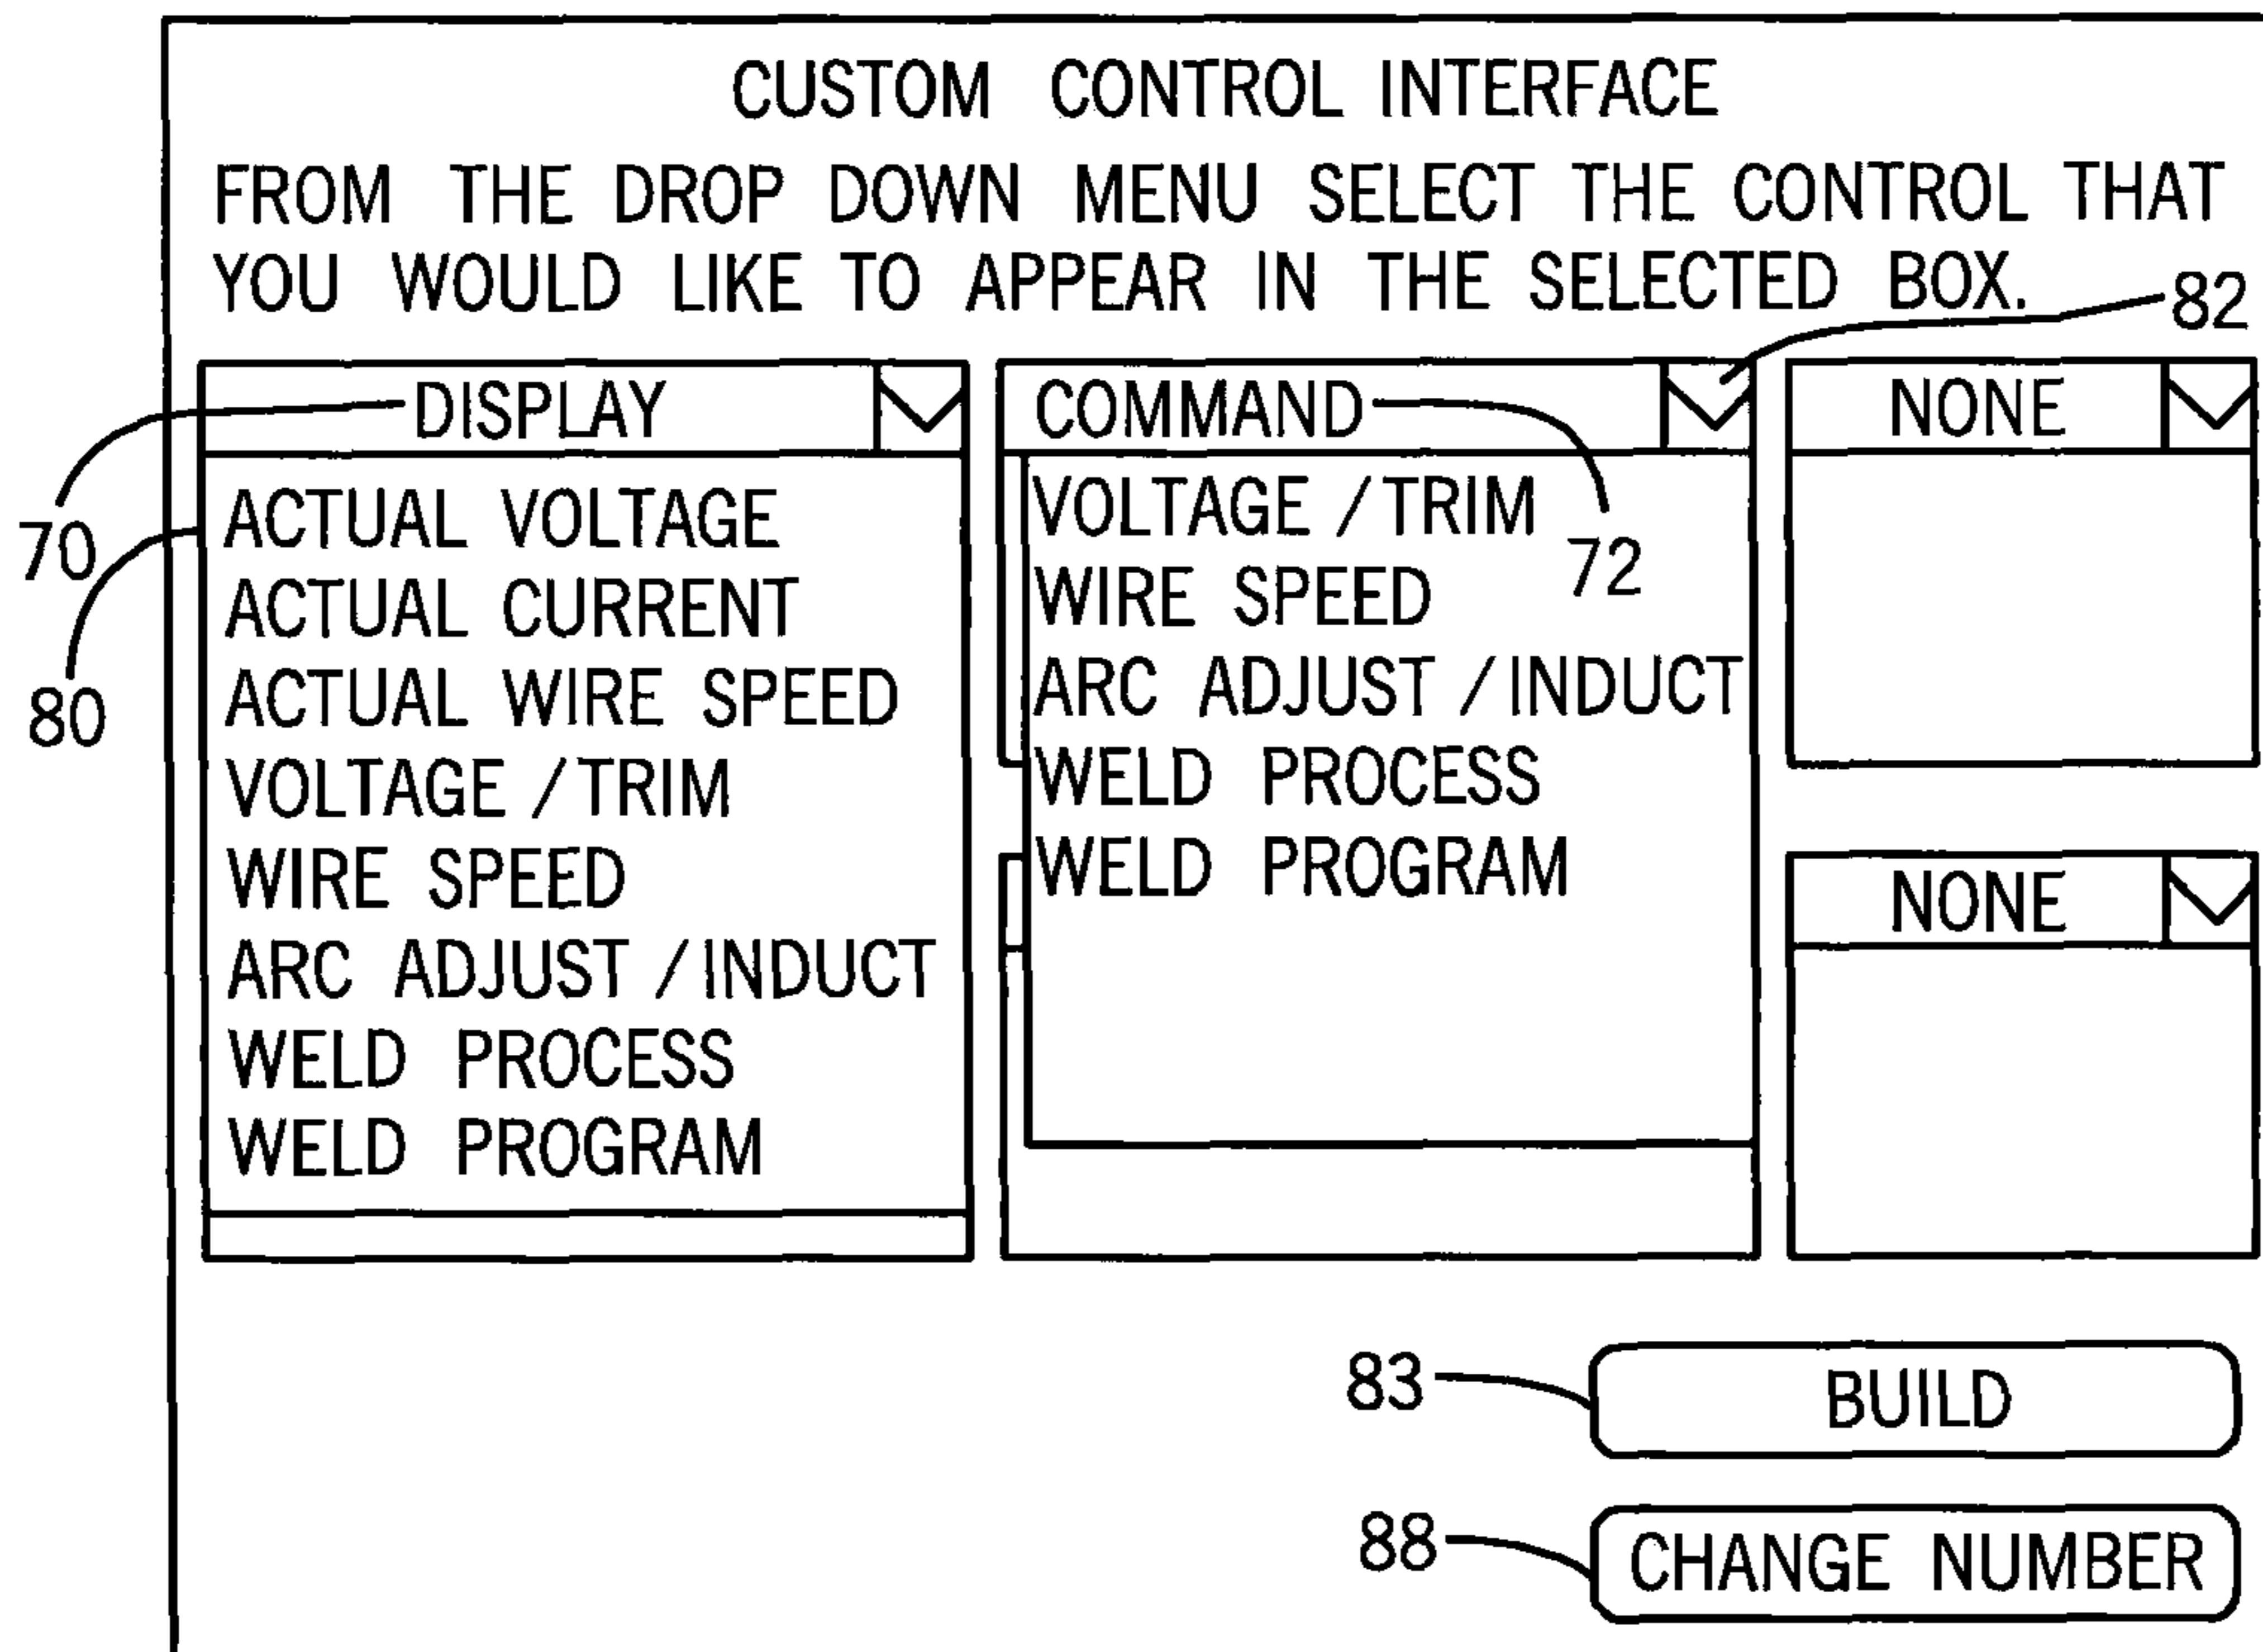 CUSTOM CONTROL INTERFACE
FROM THE DROP DOWN MENU SELECT THE CONTROL THAT
YOU WOULD LIKE TO APPEAR IN THE SELECTED BOX.
82
DISPLAY
COMMAND
NONE
70
80
ACTUAL VOLTAGE
ACTUAL CURRENT
ACTUAL WIRE SPEED
VOLTAGE / TRIM
WIRE SPEED
ARC ADJUST / INDUCT
WELD PROCESS
WELD PROGRAM
72
VOLTAGE / TRIM
WIRE SPEED
ARC ADJUST / INDUCT
WELD PROCESS
WELD PROGRAM
NONE
83
BUILD
88
CHANGE NUMBER